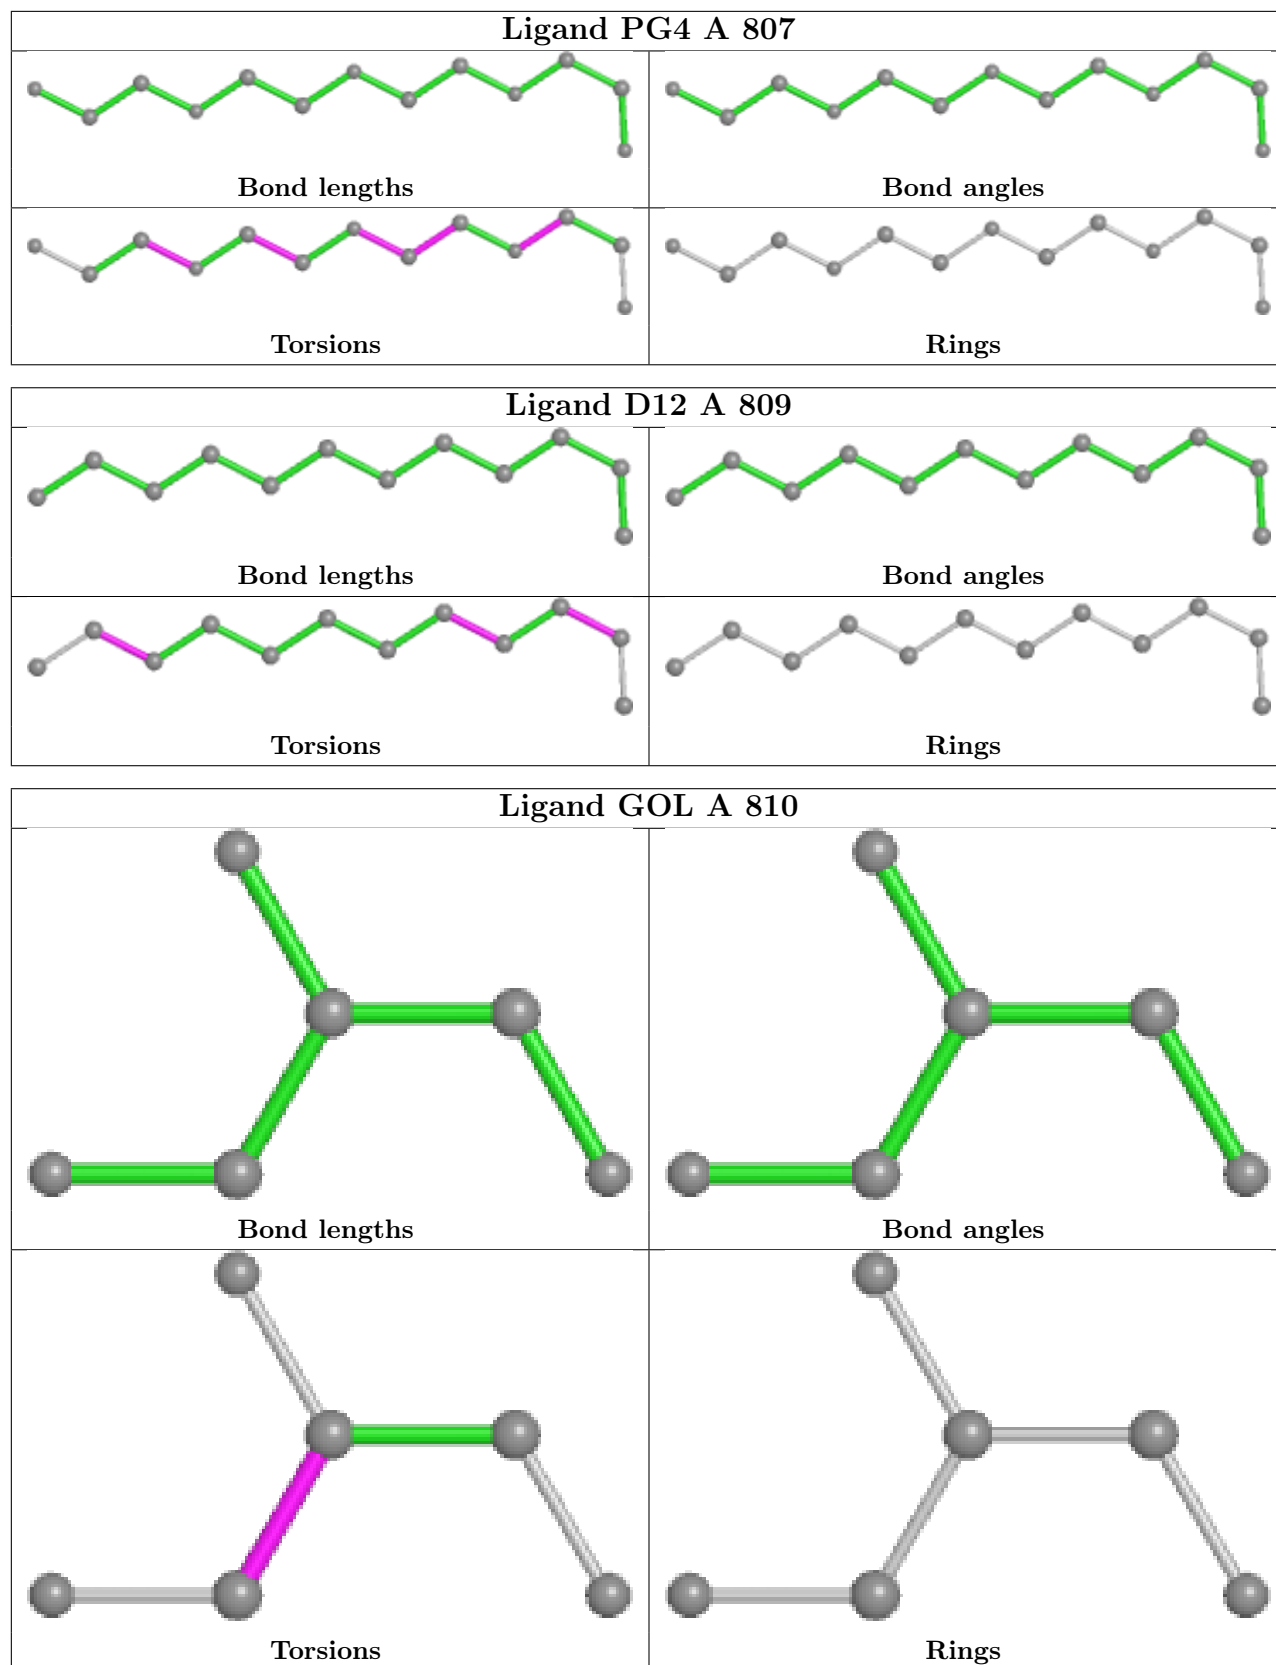 Ligand PG4 A 807
Bond lengths
Bond angles
Torsions
Rings
Ligand D12 A 809
Bond lengths
Bond angles
Torsions
Rings
Ligand GOL A 810
Bond lengths
Bond angles
Torsions
Rings